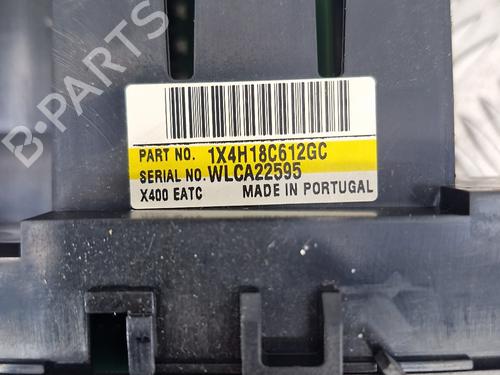 B-PARTS
PART NO. 1X4H18C612GC
SERIAL NO. WLCA22595
X400 EATC MADE IN PORTUGAL